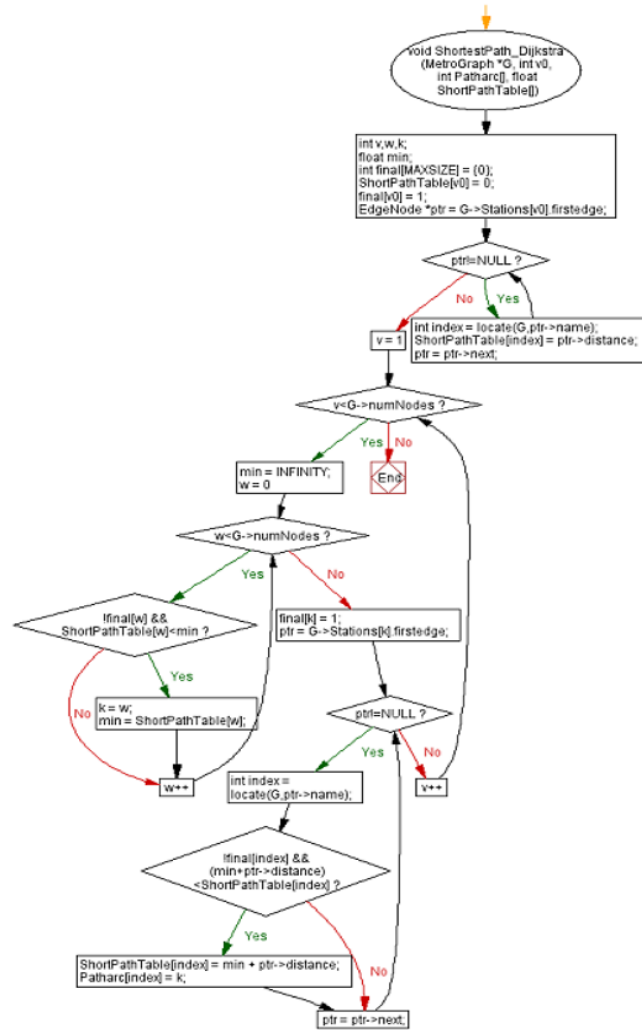 void ShortestPath_Dijkstra
(MetroGraph *G, int v0,
int Patharc[], float
ShortPathTable[])
int v,w,k;
float min;
int final[MAXSIZE] = {0};
ShortPathTable[v0] = 0;
final[v0] = 1;
EdgeNode *ptr = G->Stations[v0].firstedge;
ptr!=NULL ?
No
Yes
v = 1
int index = locate(G,ptr->name);
ShortPathTable[index] = ptr->distance;
ptr = ptr->next;
v<G->numNodes ?
Yes
No
min = INFINITY;
w = 0
End
w<G->numNodes ?
Yes
No
!final[w] &&
ShortPathTable[w]<min ?
final[k] = 1;
ptr = G->Stations[k].firstedge;
Yes
No
k = w;
min = ShortPathTable[w];
ptr!=NULL ?
Yes
No
w++
int index =
locate(G,ptr->name);
v++
!final[index] &&
(min+ptr->distance)
<ShortPathTable[index] ?
Yes
No
ShortPathTable[index] = min + ptr->distance;
Patharc[index] = k;
ptr = ptr->next;